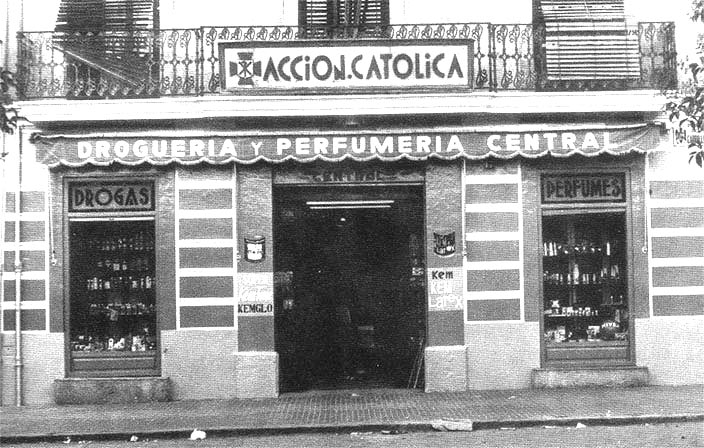 ACCION.CATOLICA
DROGUERIA Y PERFUMERIA CENTRAL
CENTRAL
DROGAS
PERFUMES
Kem
KEMGLO